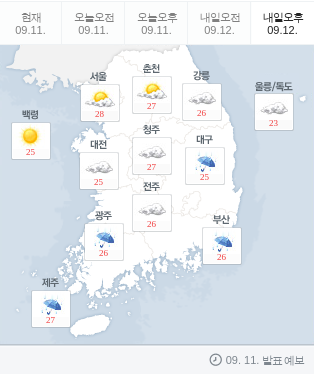 현재 오늘오전 오늘오후 내일오전 내일오후
09.11. 09.11. 09.11. 09.12. 09.12.
서울 춘천 강릉 울릉/독도
28 27 26 23
백령
25
대전 청주 대구
25 27 25
전주
26
광주 부산
26 26
제주
27
09. 11. 발표 예보